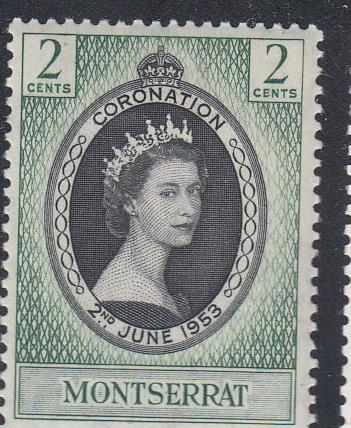 2 CENTS
2 CENTS
CORONATION
2ND JUNE 1953
MONTSERRAT